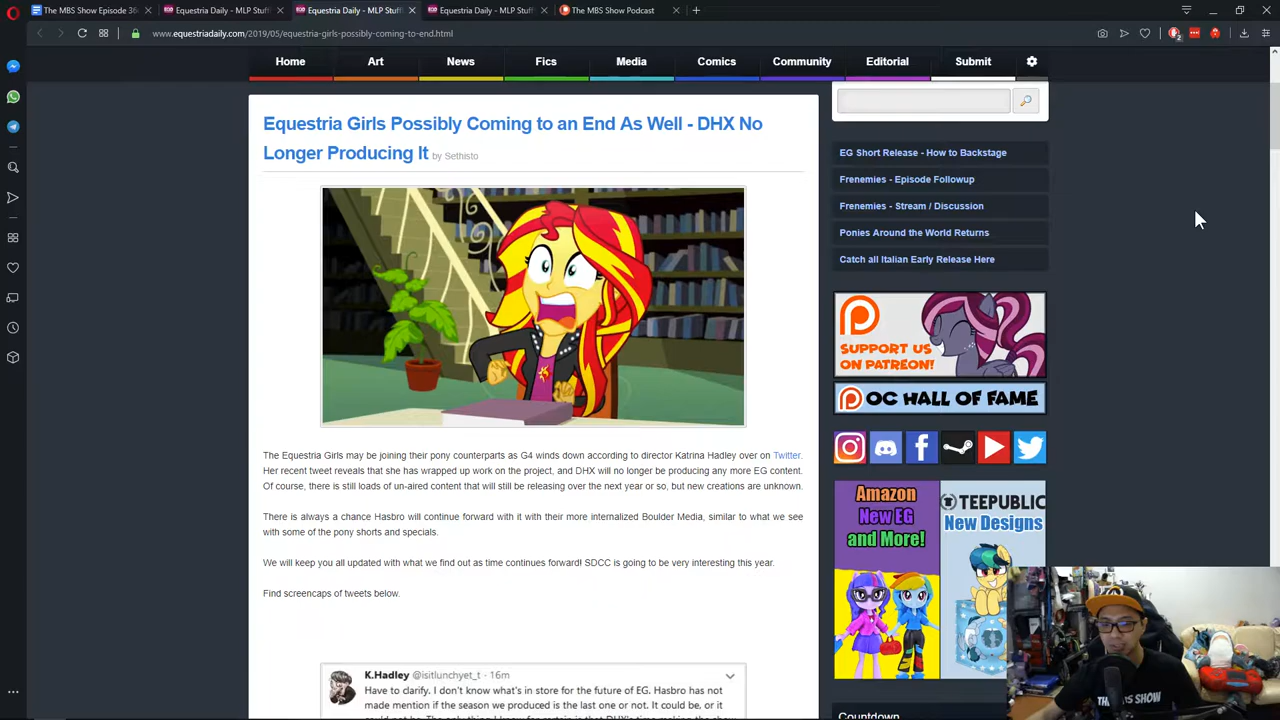 The MBS Show Episode 36
Equestria Daily - MLP Stuff
Equestria Daily - MLP Stuff
Equestria Daily - MLP Stuff
The MBS Show Podcast
www.equestriadaily.com/2019/05/equestria-girls-possibly-coming-to-end.html
Home Art News Fics Media Comics Community Editorial Submit
Equestria Girls Possibly Coming to an End As Well - DHX No
Longer Producing It by Sethisto
The Equestria Girls may be joining their pony counterparts as G4 winds down according to director Katrina Hadley over on Twitter.
Her recent tweet reveals that she has wrapped up work on the project, and DHX will no longer be producing any more EG content.
Of course, there is still loads of un-aired content that will still be releasing over the next year or so, but new creations are unknown.
There is always a chance Hasbro will continue forward with it with their more internalized Boulder Media, similar to what we see
with some of the pony shorts and specials.
We will keep you all updated with what we find out as time continues forward! SDCC is going to be very interesting this year.
Find screencaps of tweets below.
K.Hadley @isitlunchyet_t · 16m
Have to clarify. I don't know what's in store for the future of EG. Hasbro has not
made mention if the season we produced is the last one or not. It could be, or it
EG Short Release - How to Backstage
Frenemies - Episode Followup
Frenemies - Stream / Discussion
Ponies Around the World Returns
Catch all Italian Early Release Here
SUPPORT US
ON PATREON!
OC HALL OF FAME
Amazon
New EG
and More!
TEEPUBLIC
New Designs
Countdown
THE MBS SHOW